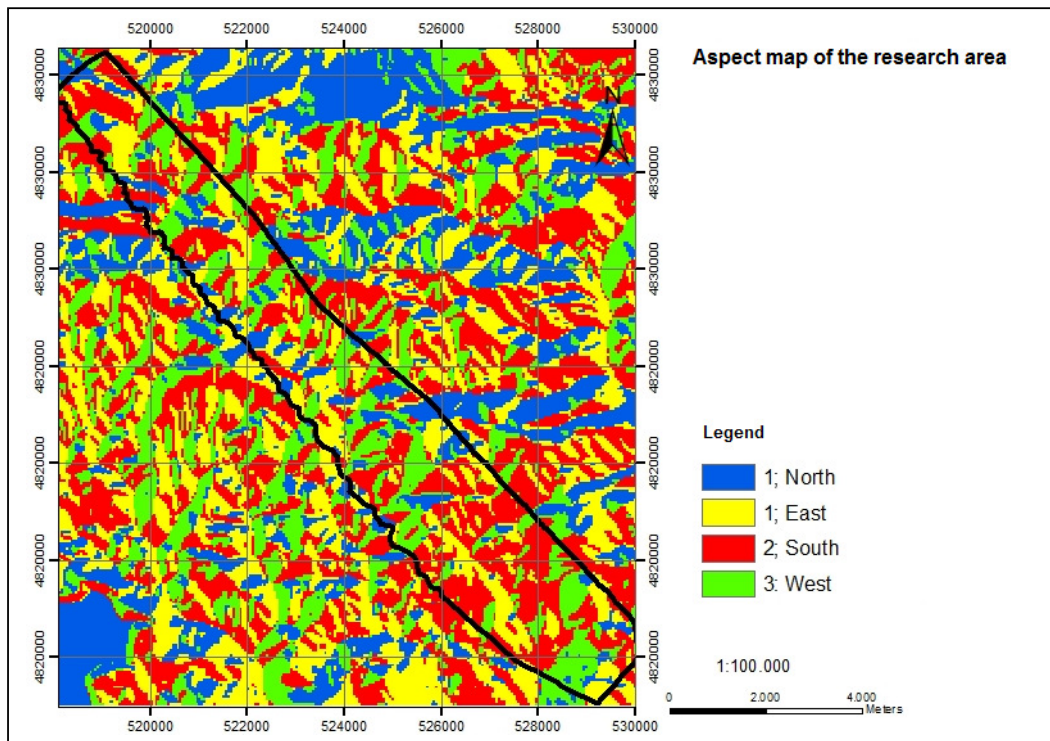 520000 522000 524000 526000 528000 530000
Aspect map of the research area
N
4830000 4830000
4830000 4830000
4830000 4830000
4820000 4820000
4820000 4820000
4820000 4820000
4820000 4820000
Legend
1; North
1; East
2; South
3: West
1:100.000
0 2.000 4.000
Meters
520000 522000 524000 526000 528000 530000